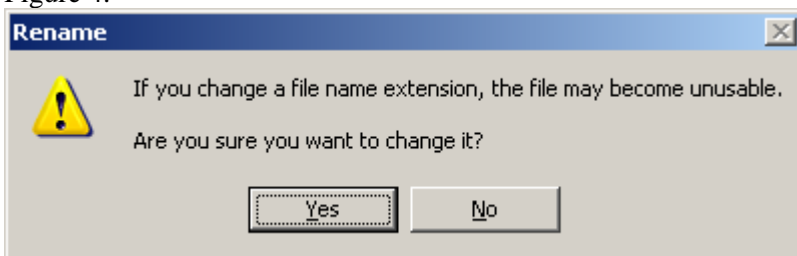 Figure 4.
Rename
If you change a file name extension, the file may become unusable.
Are you sure you want to change it?
Yes
No